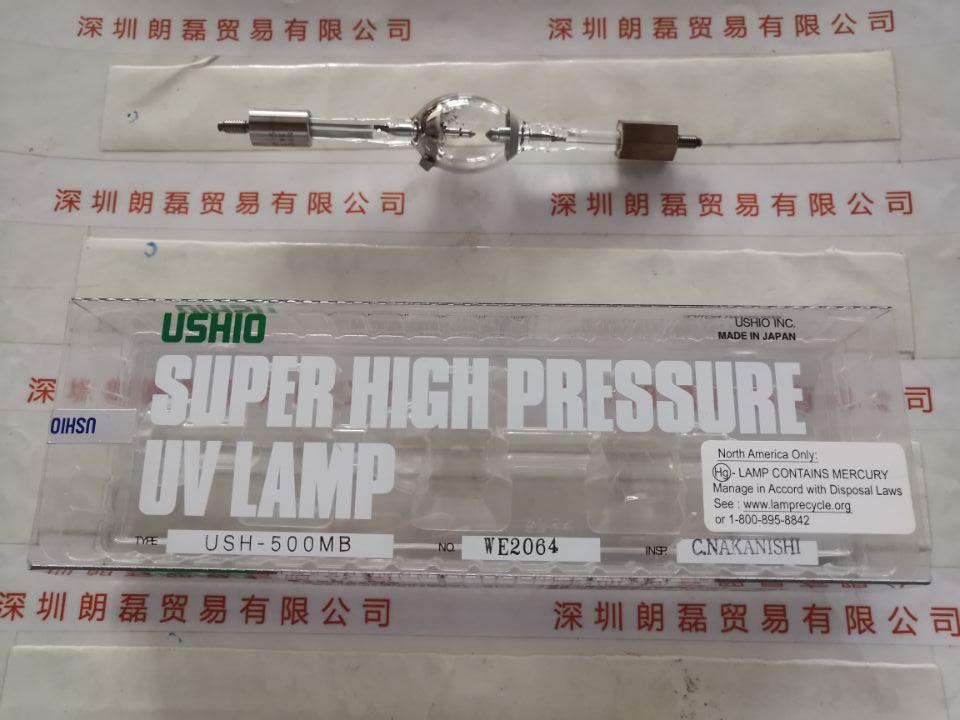 深圳朗磊贸易有限公司
深圳朗磊贸易有限公司
深圳朗磊贸易有限公司
深圳朗磊贸易有限公司
USHIO
USHIO INC.
MADE IN JAPAN
SUPER HIGH PRESSURE
UV LAMP
深
司
USHIO
North America Only:
Hg - LAMP CONTAINS MERCURY
Manage in Accord with Disposal Laws
See : www.lamprecycle.org
or 1-800-895-8842
TYPE USH-500MB
NO. WE2064
INSP. C.NAKANISHI
深圳朗磊贸易有限公司
深圳朗磊贸易有限公司